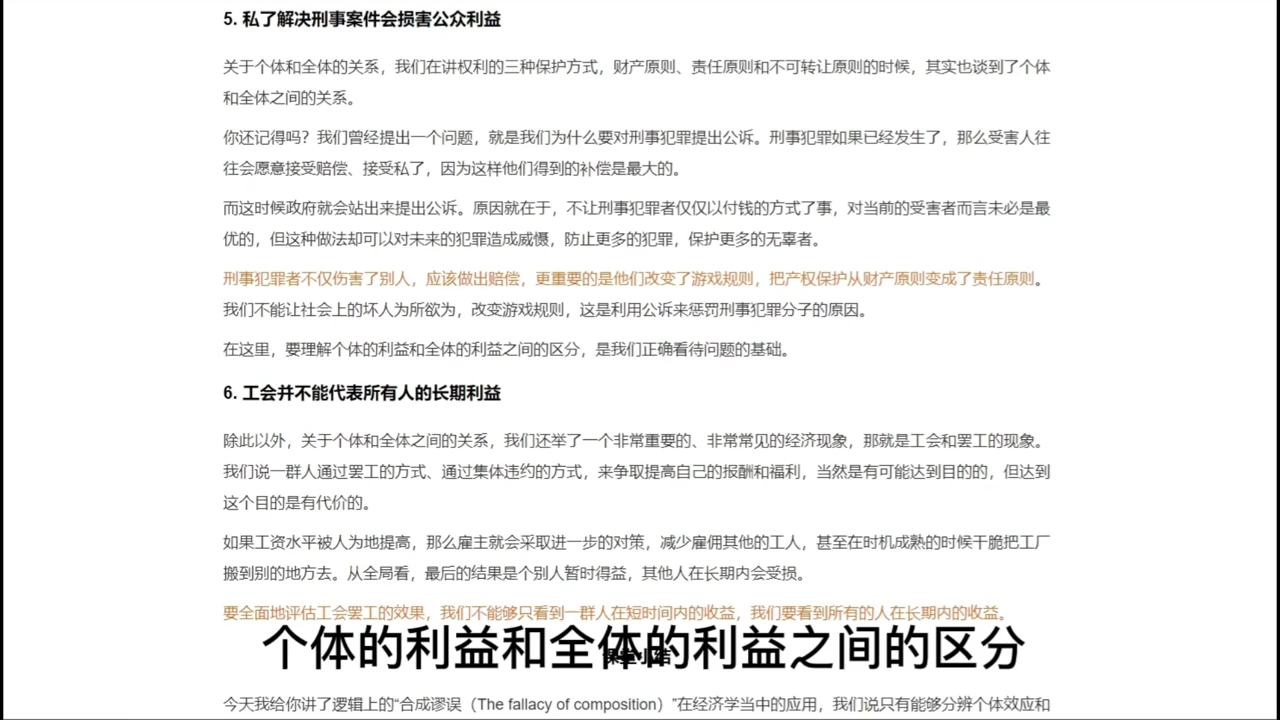 5. 私了解决刑事案件会损害公众利益
关于个体和全体的关系，我们在讲权利的三种保护方式，财产原则、责任原则和不可转让原则的时候，其实也谈到了个体
和全体之间的关系。
你还记得吗？我们曾经提出一个问题，就是我们为什么要对刑事犯罪提出公诉。刑事犯罪如果已经发生了，那么受害人往
往会愿意接受赔偿、接受私了，因为这样他们得到的补偿是最大的。
而这时候政府就会站出来提出公诉。原因就在于，不让刑事犯罪者仅仅以付钱的方式了事，对当前的受害者而言未必是最
优的，但这种做法却可以对未来的犯罪造成威慑，防止更多的犯罪，保护更多的无辜者。
刑事犯罪者不仅伤害了别人，应该做出赔偿，更重要的是他们改变了游戏规则，把产权保护从财产原则变成了责任原则。
我们不能让社会上的坏人为所欲为，改变游戏规则，这是利用公诉来惩罚刑事犯罪分子的原因。
在这里，要理解个体的利益和全体的利益之间的区分，是我们正确看待问题的基础。
6. 工会并不能代表所有人的长期利益
除此以外，关于个体和全体之间的关系，我们还举了一个非常重要的、非常常见的经济现象，那就是工会和罢工的现象。
我们说一群人通过罢工的方式、通过集体违约的方式，来争取提高自己的报酬和福利，当然是有可能达到目的的，但达到
这个目的是有代价的。
如果工资水平被人为地提高，那么雇主就会采取进一步的对策，减少雇佣其他的工人，甚至在时机成熟的时候干脆把工厂
搬到别的地方去。从全局看，最后的结果是个别人暂时得益，其他人在长期内会受损。
要全面地评估工会罢工的效果，我们不能够只看到一群人在短时间内的收益，我们要看到所有的人在长期内的收益。
个体的利益和全体的利益之间的区分
今天我给你讲了逻辑上的“合成谬误（The fallacy of composition）”在经济学当中的应用，我们说只有能够分辨个体效应和